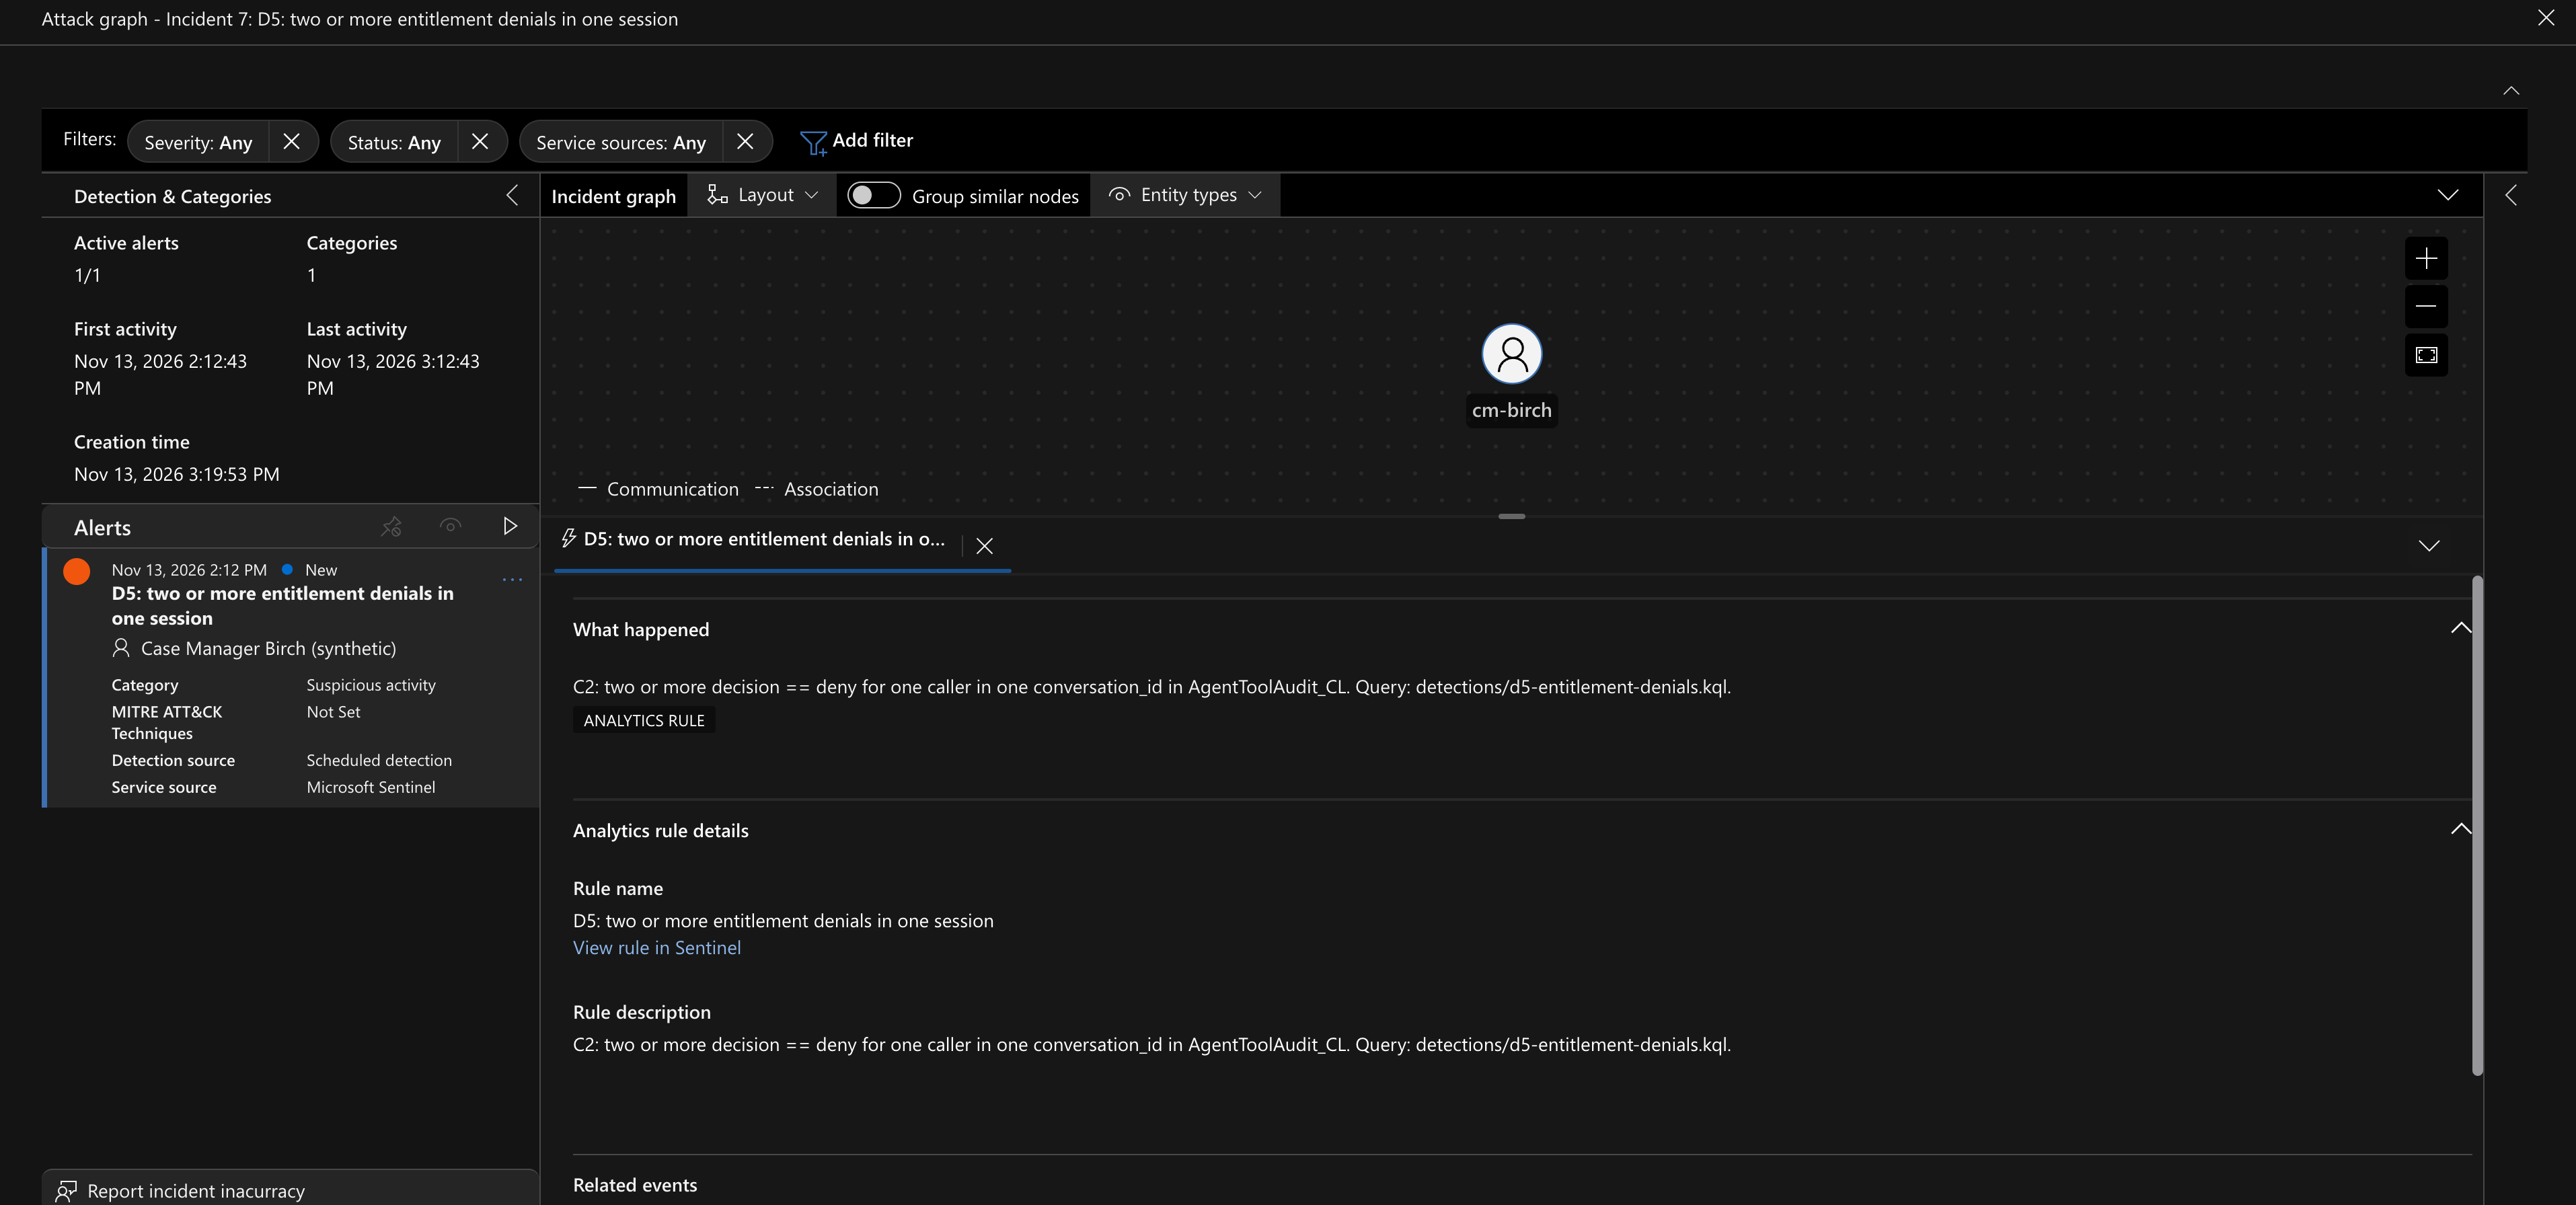 Attack graph - Incident 7: D5: two or more entitlement denials in one session
Filters:
Severity: Any
Status: Any
Service sources: Any
Add filter
Detection & Categories
Active alerts
1/1
Categories
1
First activity
Nov 13, 2026 2:12:43
PM
Last activity
Nov 13, 2026 3:12:43
PM
Creation time
Nov 13, 2026 3:19:53 PM
Alerts
Nov 13, 2026 2:12 PM New
D5: two or more entitlement denials in
one session
Case Manager Birch (synthetic)
Category Suspicious activity
MITRE ATT&CK Not Set
Techniques
Detection source Scheduled detection
Service source Microsoft Sentinel
Report incident inacurracy
Incident graph
Layout
Group similar nodes
Entity types
cm-birch
Communication
Association
D5: two or more entitlement denials in o...
What happened
C2: two or more decision == deny for one caller in one conversation_id in AgentToolAudit_CL. Query: detections/d5-entitlement-denials.kql.
ANALYTICS RULE
Analytics rule details
Rule name
D5: two or more entitlement denials in one session
View rule in Sentinel
Rule description
C2: two or more decision == deny for one caller in one conversation_id in AgentToolAudit_CL. Query: detections/d5-entitlement-denials.kql.
Related events